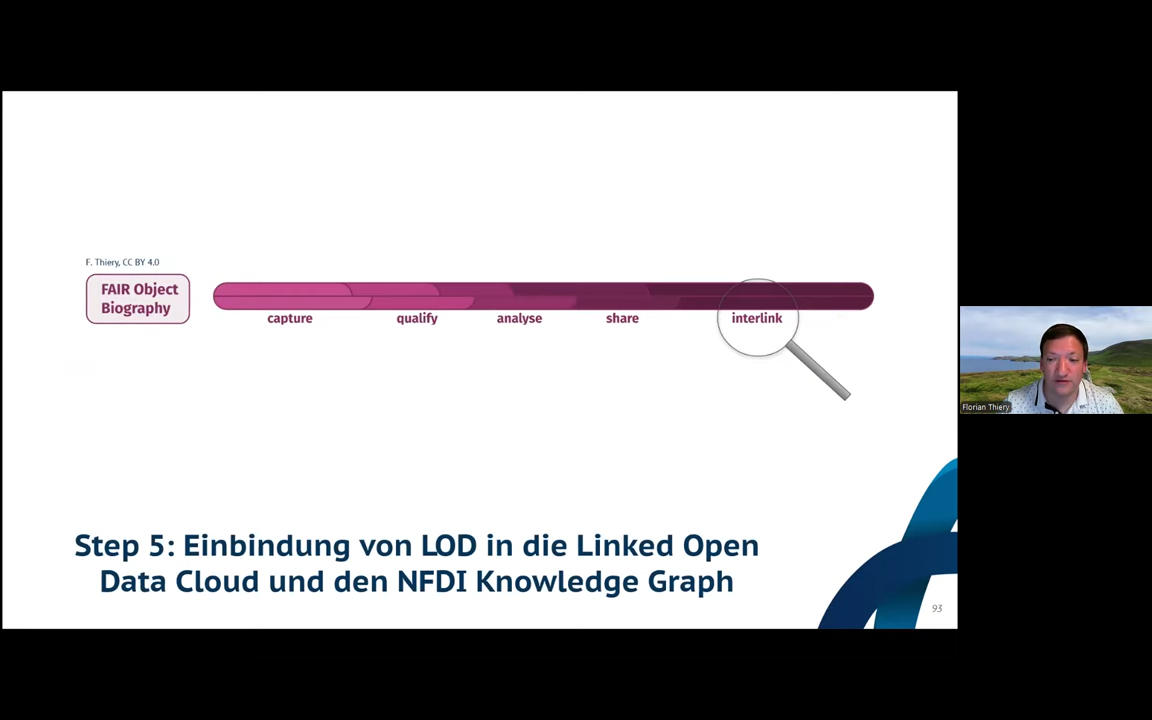 F. Thiery, CC BY 4.0
FAIR Object
Biography
capture
qualify
analyse
share
interlink
Step 5: Einbindung von LOD in die Linked Open
Data Cloud und den NFDI Knowledge Graph
93
Florian Thiery